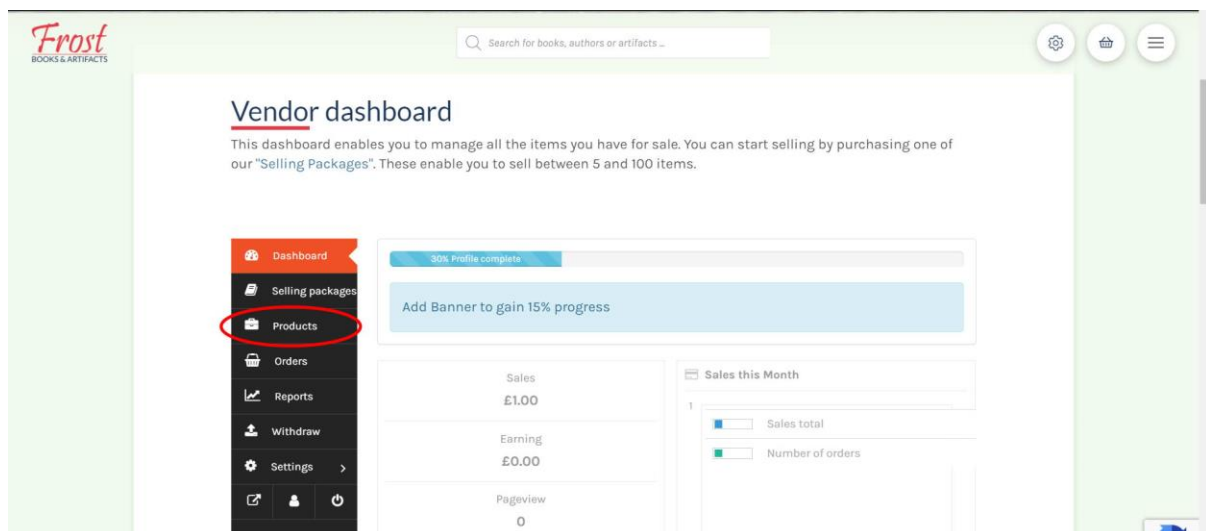 Frost
BOOKS & ARTIFACTS
Search for books, authors or artifacts ...
Vendor dashboard
This dashboard enables you to manage all the items you have for sale. You can start selling by purchasing one of
our "Selling Packages". These enable you to sell between 5 and 100 items.
Dashboard
Selling packages
Products
Orders
Reports
Withdraw
Settings
30% Profile complete
Add Banner to gain 15% progress
Sales
£1.00
Earning
£0.00
Pageview
0
Sales this Month
1
Sales total
Number of orders